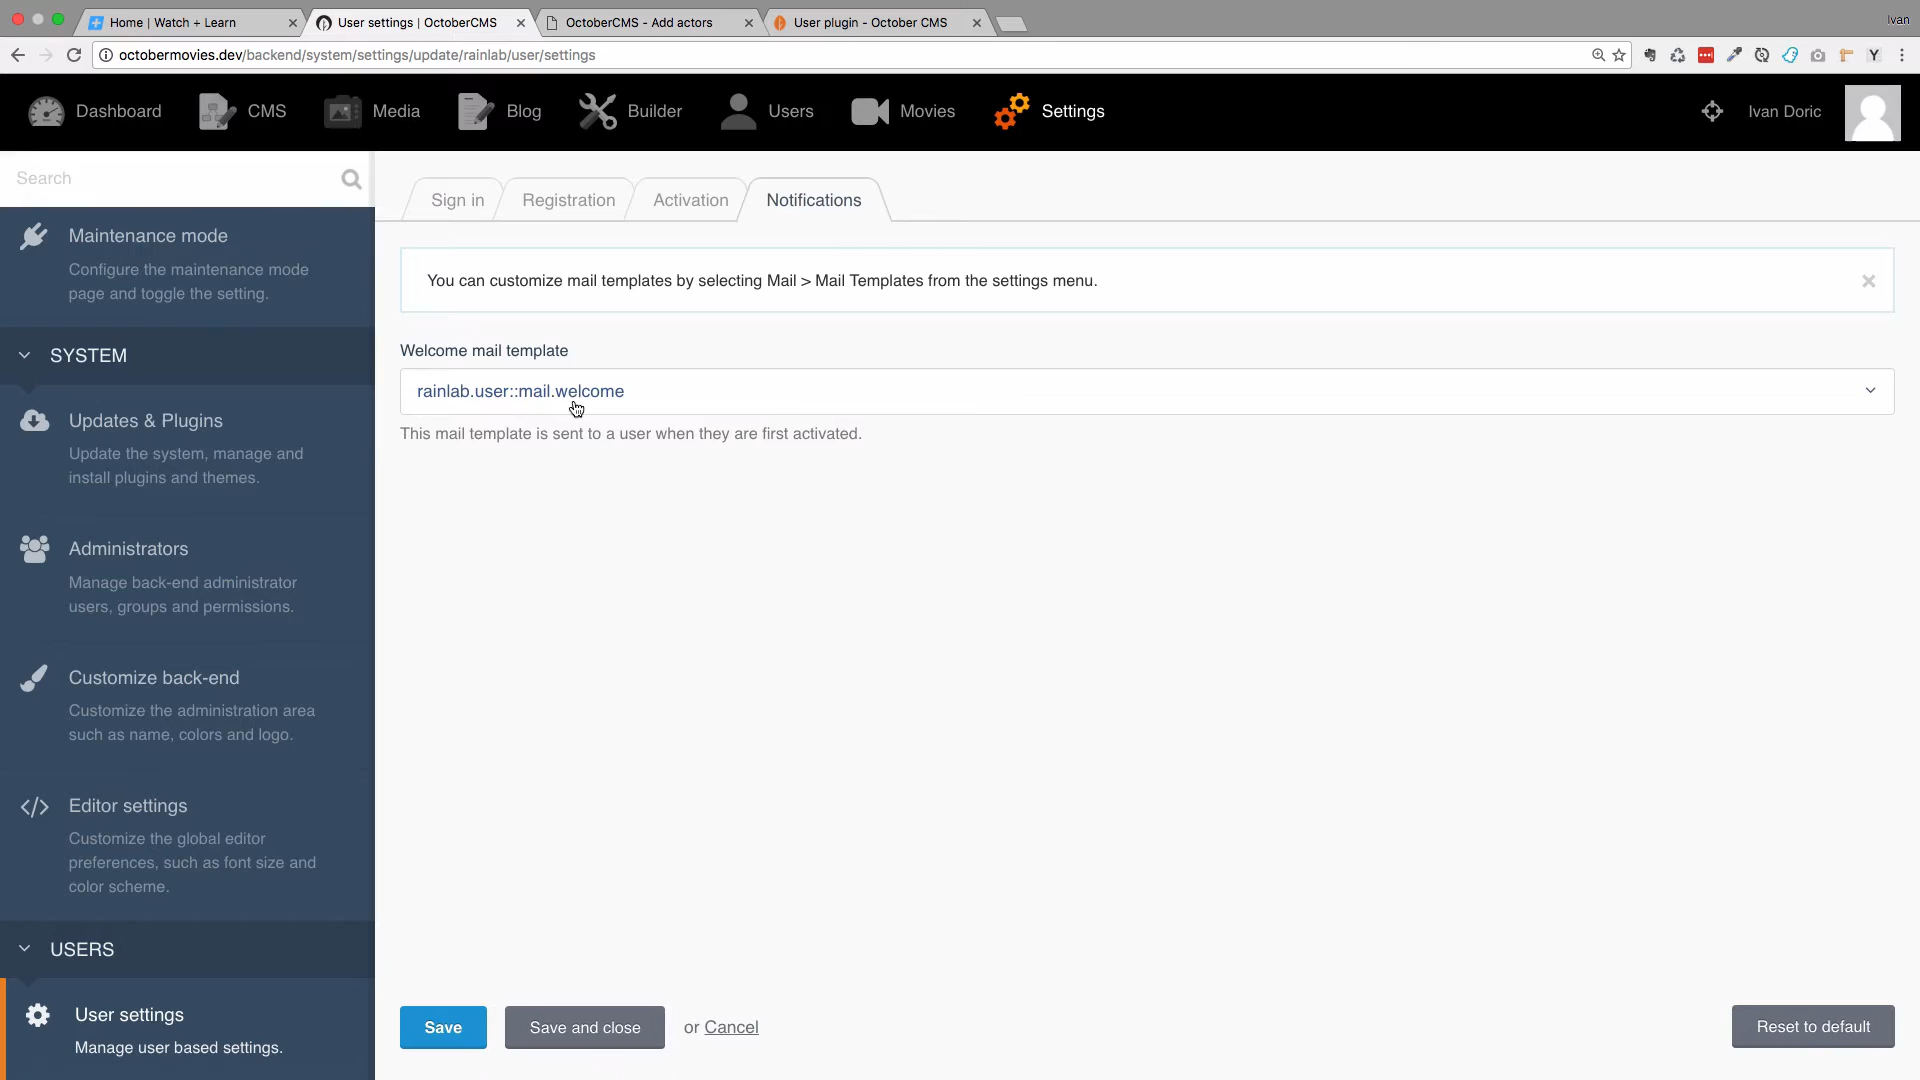 Home | Watch + Learn
User settings | OctoberCMS
OctoberCMS - Add actors
User plugin - October CMS
Ivan
octobermovies.dev/backend/system/settings/update/rainlab/user/settings
Y
Dashboard
CMS
Media
Blog
Builder
Users
Movies
Settings
Ivan Doric
Search
Maintenance mode
Configure the maintenance mode
page and toggle the setting.
SYSTEM
Updates & Plugins
Update the system, manage and
install plugins and themes.
Administrators
Manage back-end administrator
users, groups and permissions.
Customize back-end
Customize the administration area
such as name, colors and logo.
Editor settings
Customize the global editor
preferences, such as font size and
color scheme.
USERS
User settings
Manage user based settings.
Sign in
Registration
Activation
Notifications
You can customize mail templates by selecting Mail > Mail Templates from the settings menu.
Welcome mail template
rainlab.user::mail.welcome
This mail template is sent to a user when they are first activated.
Save
Save and close
or Cancel
Reset to default